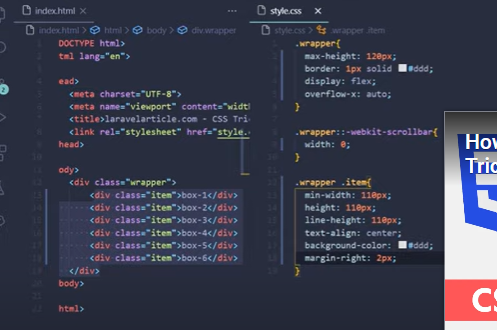 index.html
index.html > html > body > div.wrapper
DOCTYPE html>
tml lang="en">
ead>
<meta charset="UTF-8">
<meta name="viewport" content="widt
<title>laravelarticle.com - CSS Tric
<link rel="stylesheet" href="style.
head>
ody>
<div class="wrapper">
<div class="item">box-1</div>
<div class="item">box-2</div>
<div class="item">box-3</div>
<div class="item">box-4</div>
<div class="item">box-5</div>
<div class="item">box-6</div>
</div>
body>
html>
style.css
style.css > .wrapper .item
.wrapper{
max-height: 120px;
border: 1px solid #ddd;
display: flex;
overflow-x: auto;
}
.wrapper::-webkit-scrollbar{
width: 0;
}
.wrapper .item{
min-width: 110px;
height: 110px;
line-height: 110px;
text-align: center;
background-color: #ddd;
margin-right: 2px;
}
How
Tric
CS